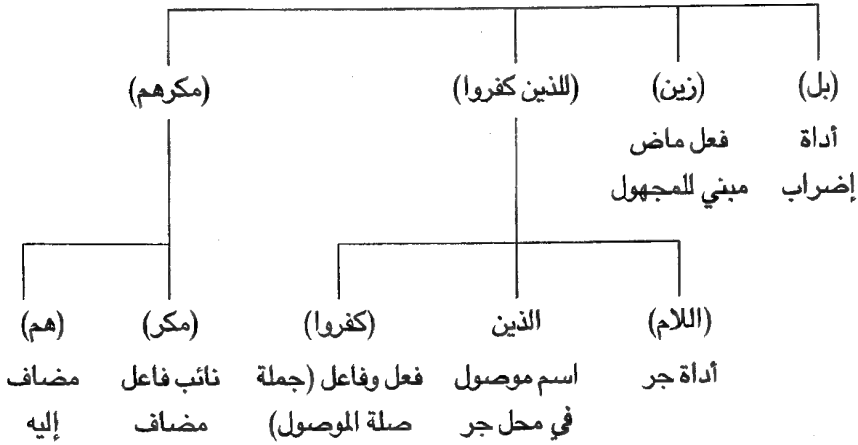 (بل) (زين) (للذين كفروا) (مكرهم)
أداة فعل ماض
إضراب مبني للمجهول
(اللام) الذين (كفروا) (مكر) (هم)
أداة جر اسم موصول فعل وفاعل (جملة نائب فاعل مضاف
في محل جر صلة الموصول) مضاف إليه